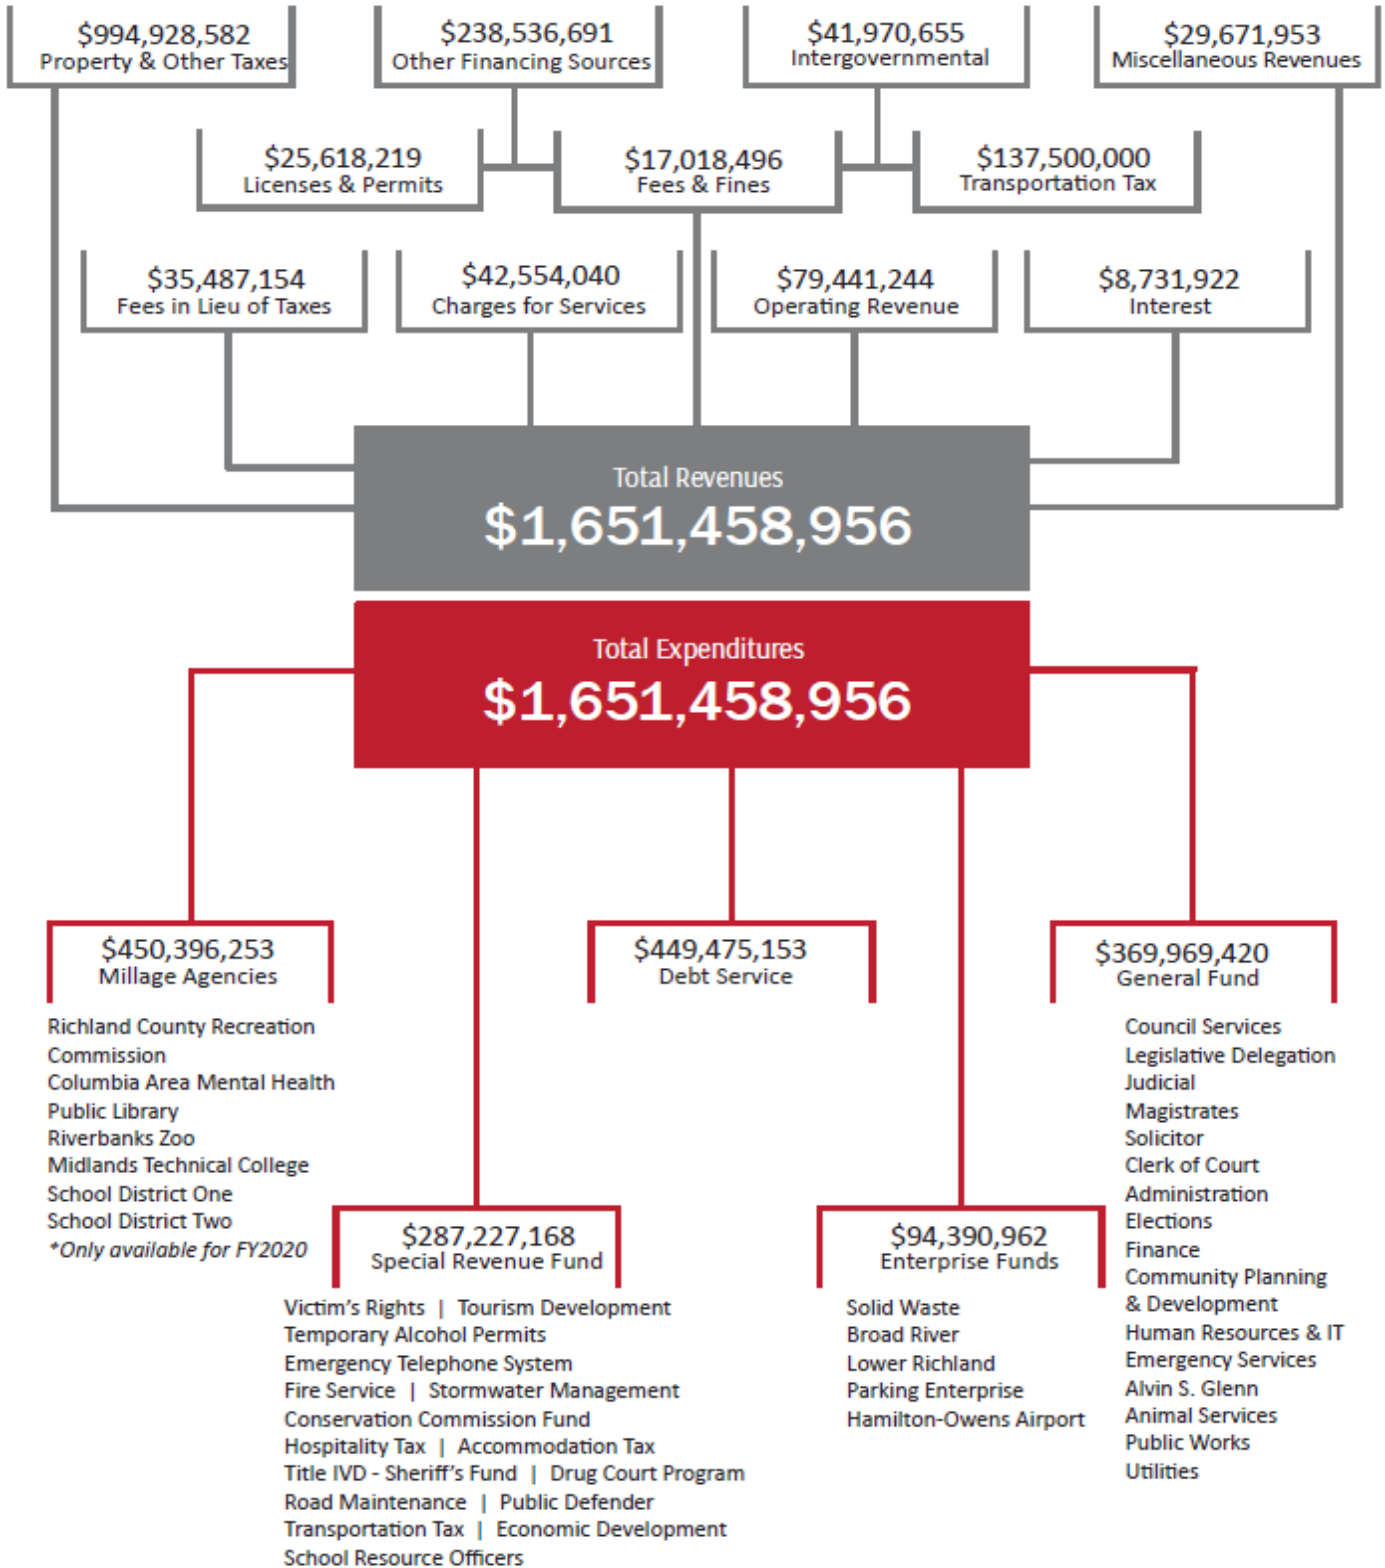 $994,928,582
Property & Other Taxes
$238,536,691
Other Financing Sources
$41,970,655
Intergovernmental
$29,671,953
Miscellaneous Revenues
$25,618,219
Licenses & Permits
$17,018,496
Fees & Fines
$137,500,000
Transportation Tax
$35,487,154
Fees in Lieu of Taxes
$42,554,040
Charges for Services
$79,441,244
Operating Revenue
$8,731,922
Interest
Total Revenues
$1,651,458,956
Total Expenditures
$1,651,458,956
$450,396,253
Millage Agencies
Richland County Recreation
Commission
Columbia Area Mental Health
Public Library
Riverbanks Zoo
Midlands Technical College
School District One
School District Two
*Only available for FY2020
$449,475,153
Debt Service
$369,969,420
General Fund
Council Services
Legislative Delegation
Judicial
Magistrates
Solicitor
Clerk of Court
Administration
Elections
Finance
Community Planning
& Development
Human Resources & IT
Emergency Services
Alvin S. Glenn
Animal Services
Public Works
Utilities
$287,227,168
Special Revenue Fund
Victim's Rights | Tourism Development
Temporary Alcohol Permits
Emergency Telephone System
Fire Service | Stormwater Management
Conservation Commission Fund
Hospitality Tax | Accommodation Tax
Title IVD - Sheriff's Fund | Drug Court Program
Road Maintenance | Public Defender
Transportation Tax | Economic Development
School Resource Officers
$94,390,962
Enterprise Funds
Solid Waste
Broad River
Lower Richland
Parking Enterprise
Hamilton-Owens Airport